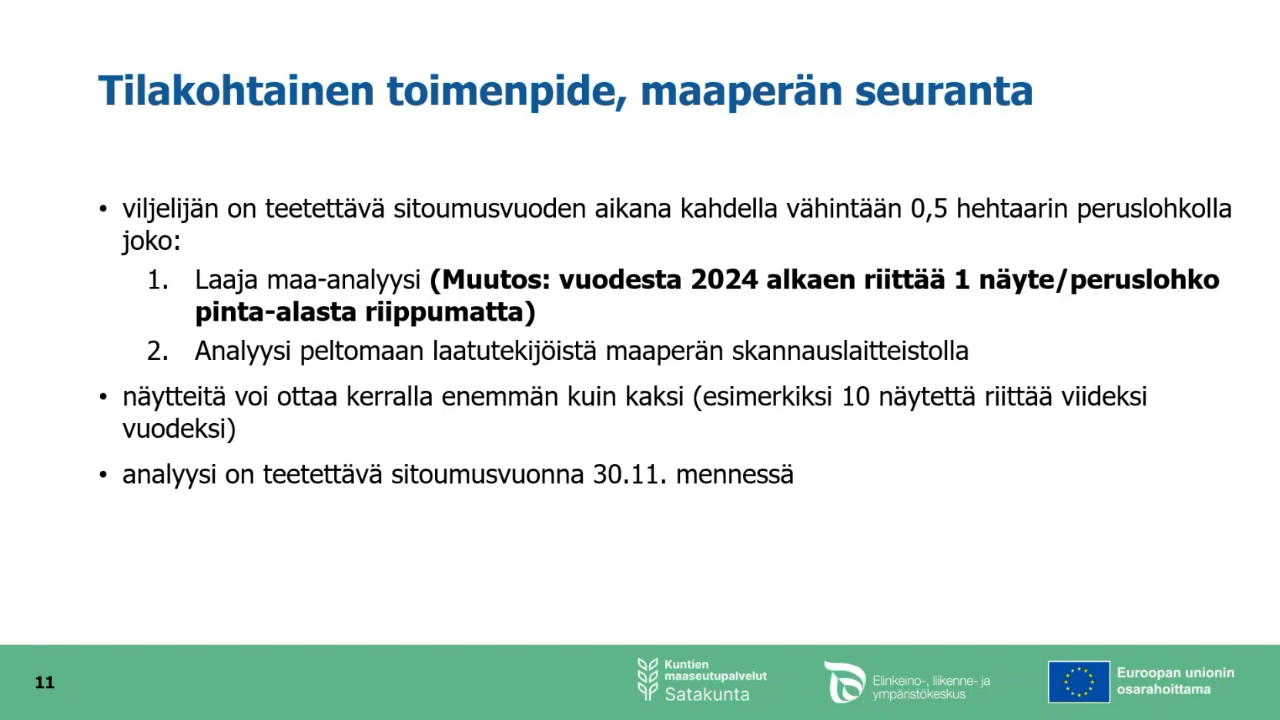 Tilakohtainen toimenpide, maaperän seuranta
• viljelijän on teetettävä sitoumusvuoden aikana kahdella vähintään 0,5 hehtaarin peruslohkolla
joko:
1. Laaja maa-analyysi (Muutos: vuodesta 2024 alkaen riittää 1 näyte/peruslohko
pinta-alasta riippumatta)
2. Analyysi peltomaan laatutekijöistä maaperän skannauslaitteistolla
• näytteitä voi ottaa kerralla enemmän kuin kaksi (esimerkiksi 10 näytettä riittää viideksi
vuodeksi)
• analyysi on teetettävä sitoumusvuonna 30.11. mennessä
11
Kuntien
maaseutupalvelut
Satakunta
Elinkeino-, liikenne- ja
ympäristökeskus
Euroopan unionin
osarahoittama